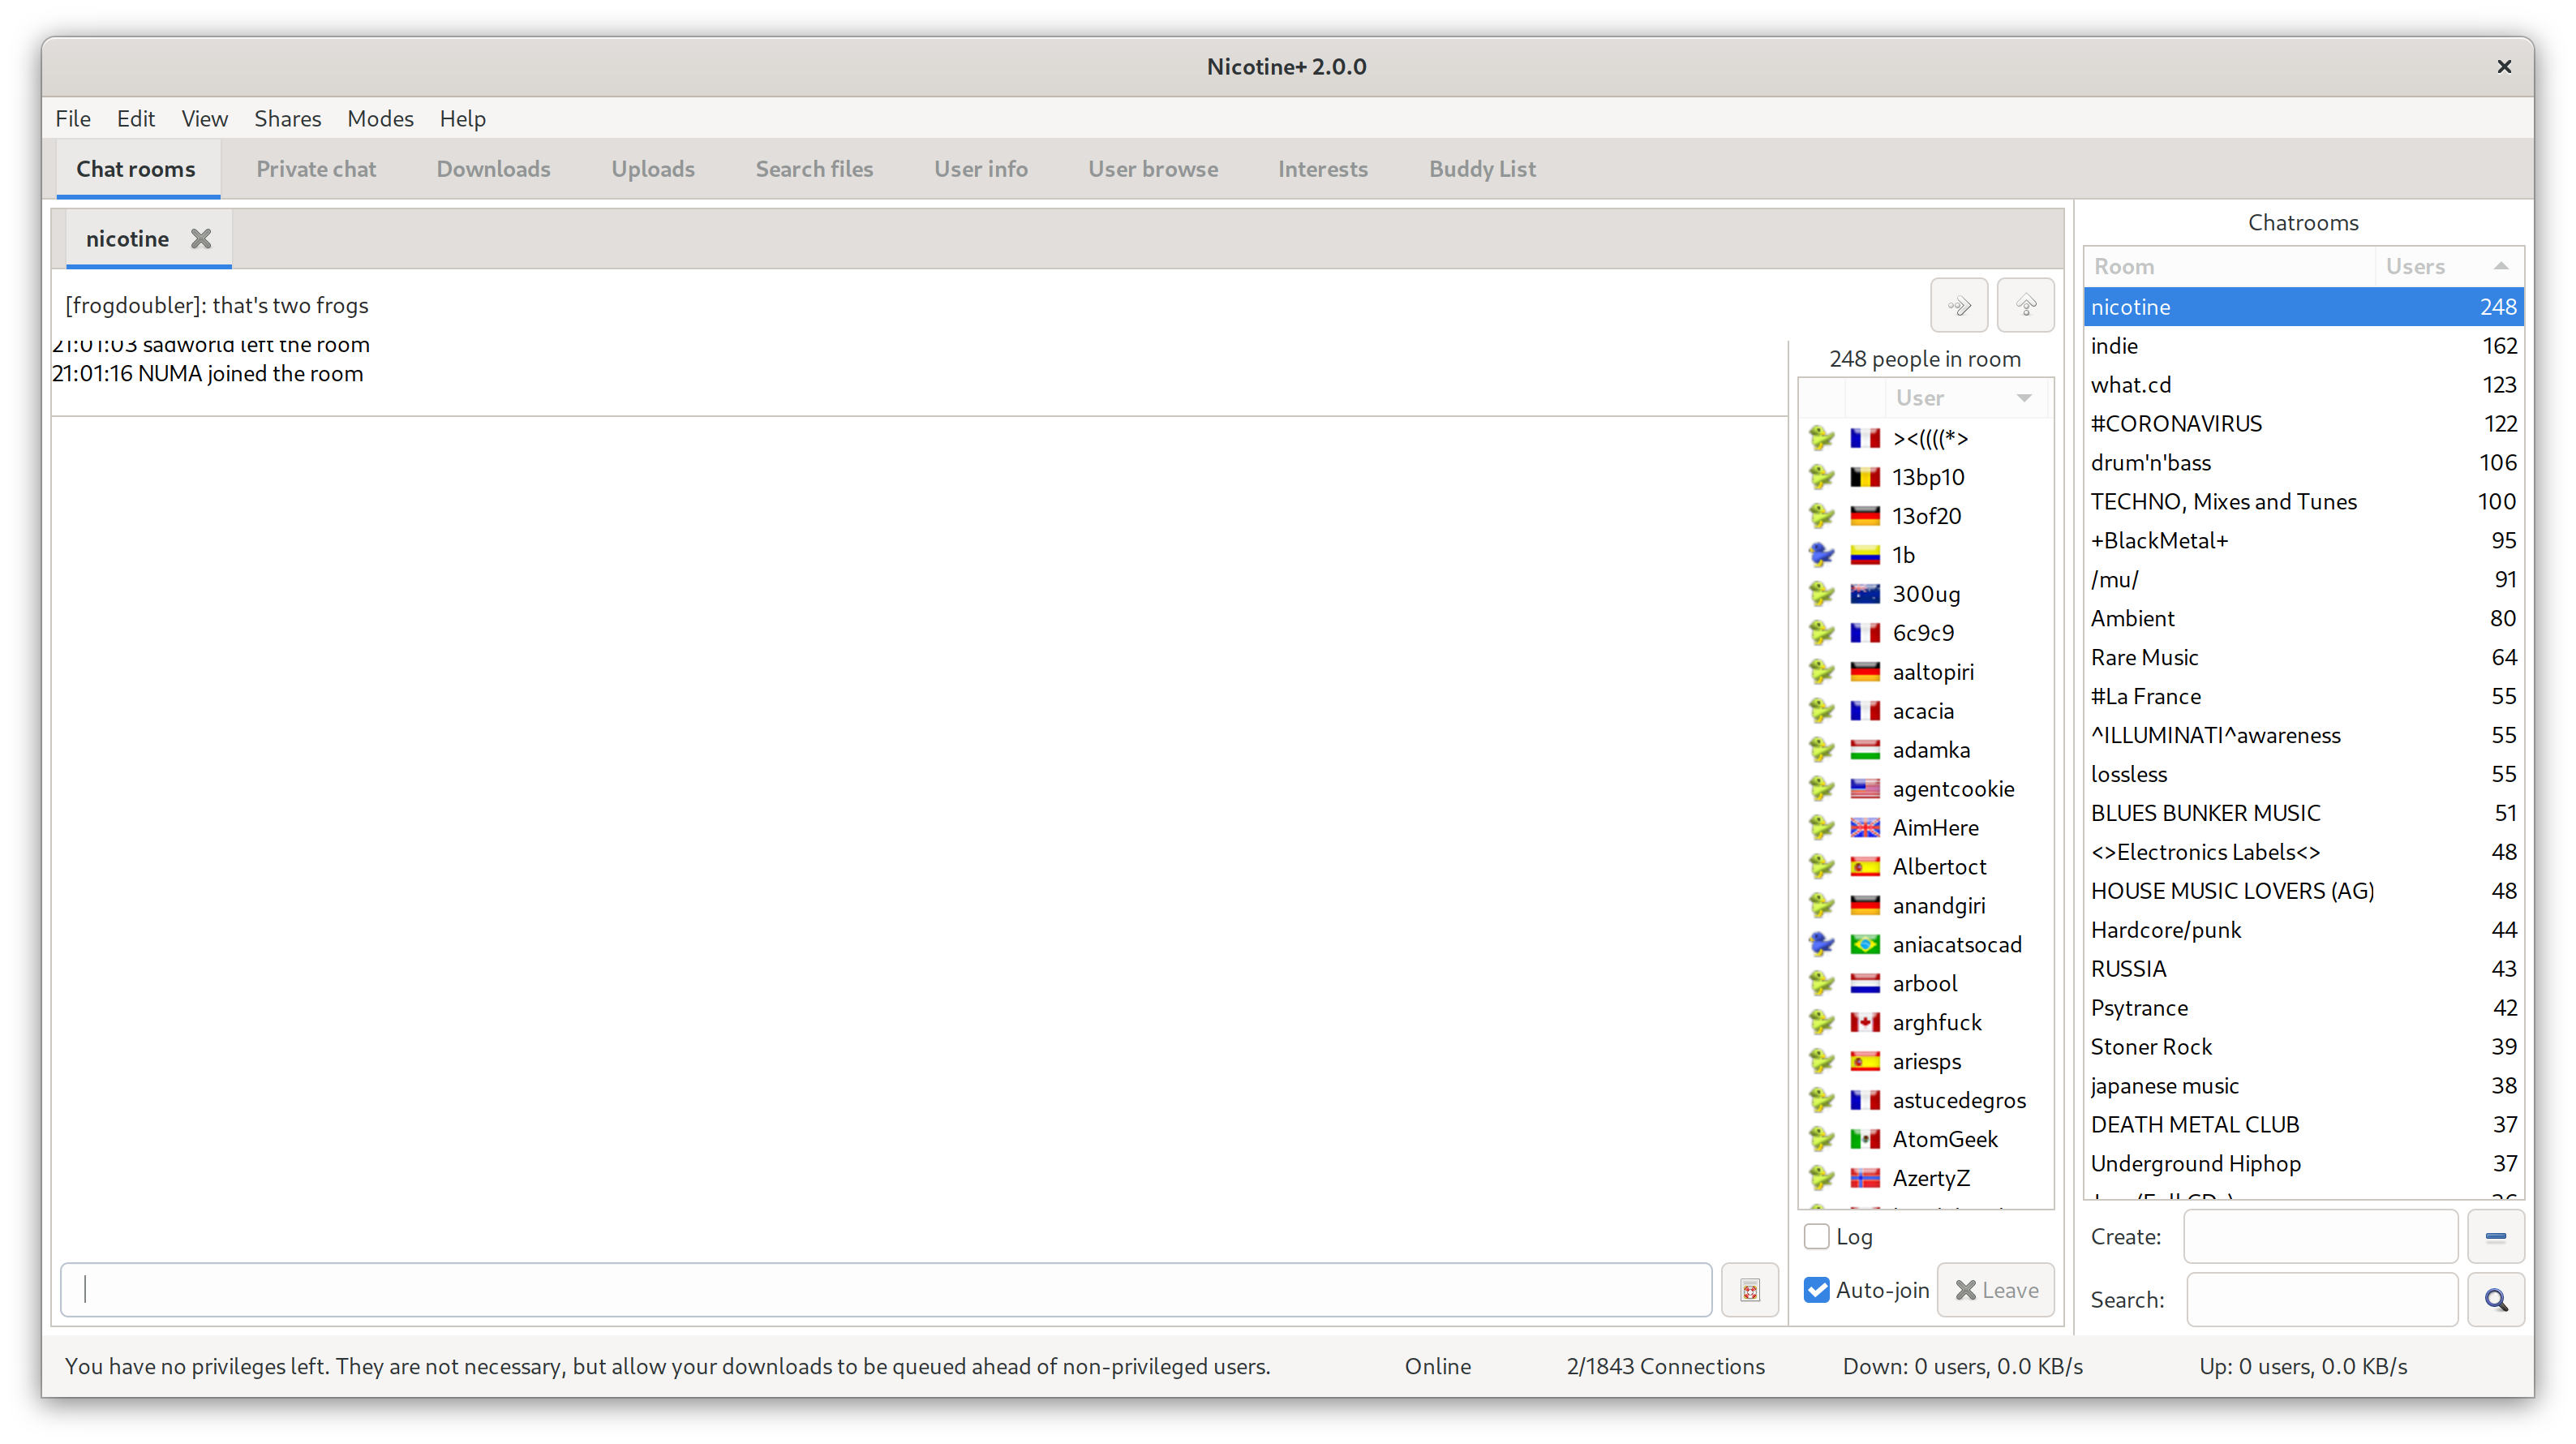 Nicotine+ 2.0.0
File Edit View Shares Modes Help
Chat rooms Private chat Downloads Uploads Search files User info User browse Interests Buddy List
nicotine
[frogdoubler]: that's two frogs
21:01:03 sadworld left the room
21:01:16 NUMA joined the room
248 people in room
User
><((((*>
13bp10
13of20
1b
300ug
6c9c9
aaltopiri
acacia
adamka
agentcookie
AimHere
Albertoct
anandgiri
aniacatsocad
arbool
arghfuck
ariesps
astucedegros
AtomGeek
AzertyZ
Log
Auto-join Leave
Chatrooms
Room Users
nicotine 248
indie 162
what.cd 123
#CORONAVIRUS 122
drum'n'bass 106
TECHNO, Mixes and Tunes 100
+BlackMetal+ 95
/mu/ 91
Ambient 80
Rare Music 64
#La France 55
^ILLUMINATI^awareness 55
lossless 55
BLUES BUNKER MUSIC 51
<>Electronics Labels<> 48
HOUSE MUSIC LOVERS (AG) 48
Hardcore/punk 44
RUSSIA 43
Psytrance 42
Stoner Rock 39
japanese music 38
DEATH METAL CLUB 37
Underground Hiphop 37
Create:
Search:
You have no privileges left. They are not necessary, but allow your downloads to be queued ahead of non-privileged users. Online 2/1843 Connections Down: 0 users, 0.0 KB/s Up: 0 users, 0.0 KB/s